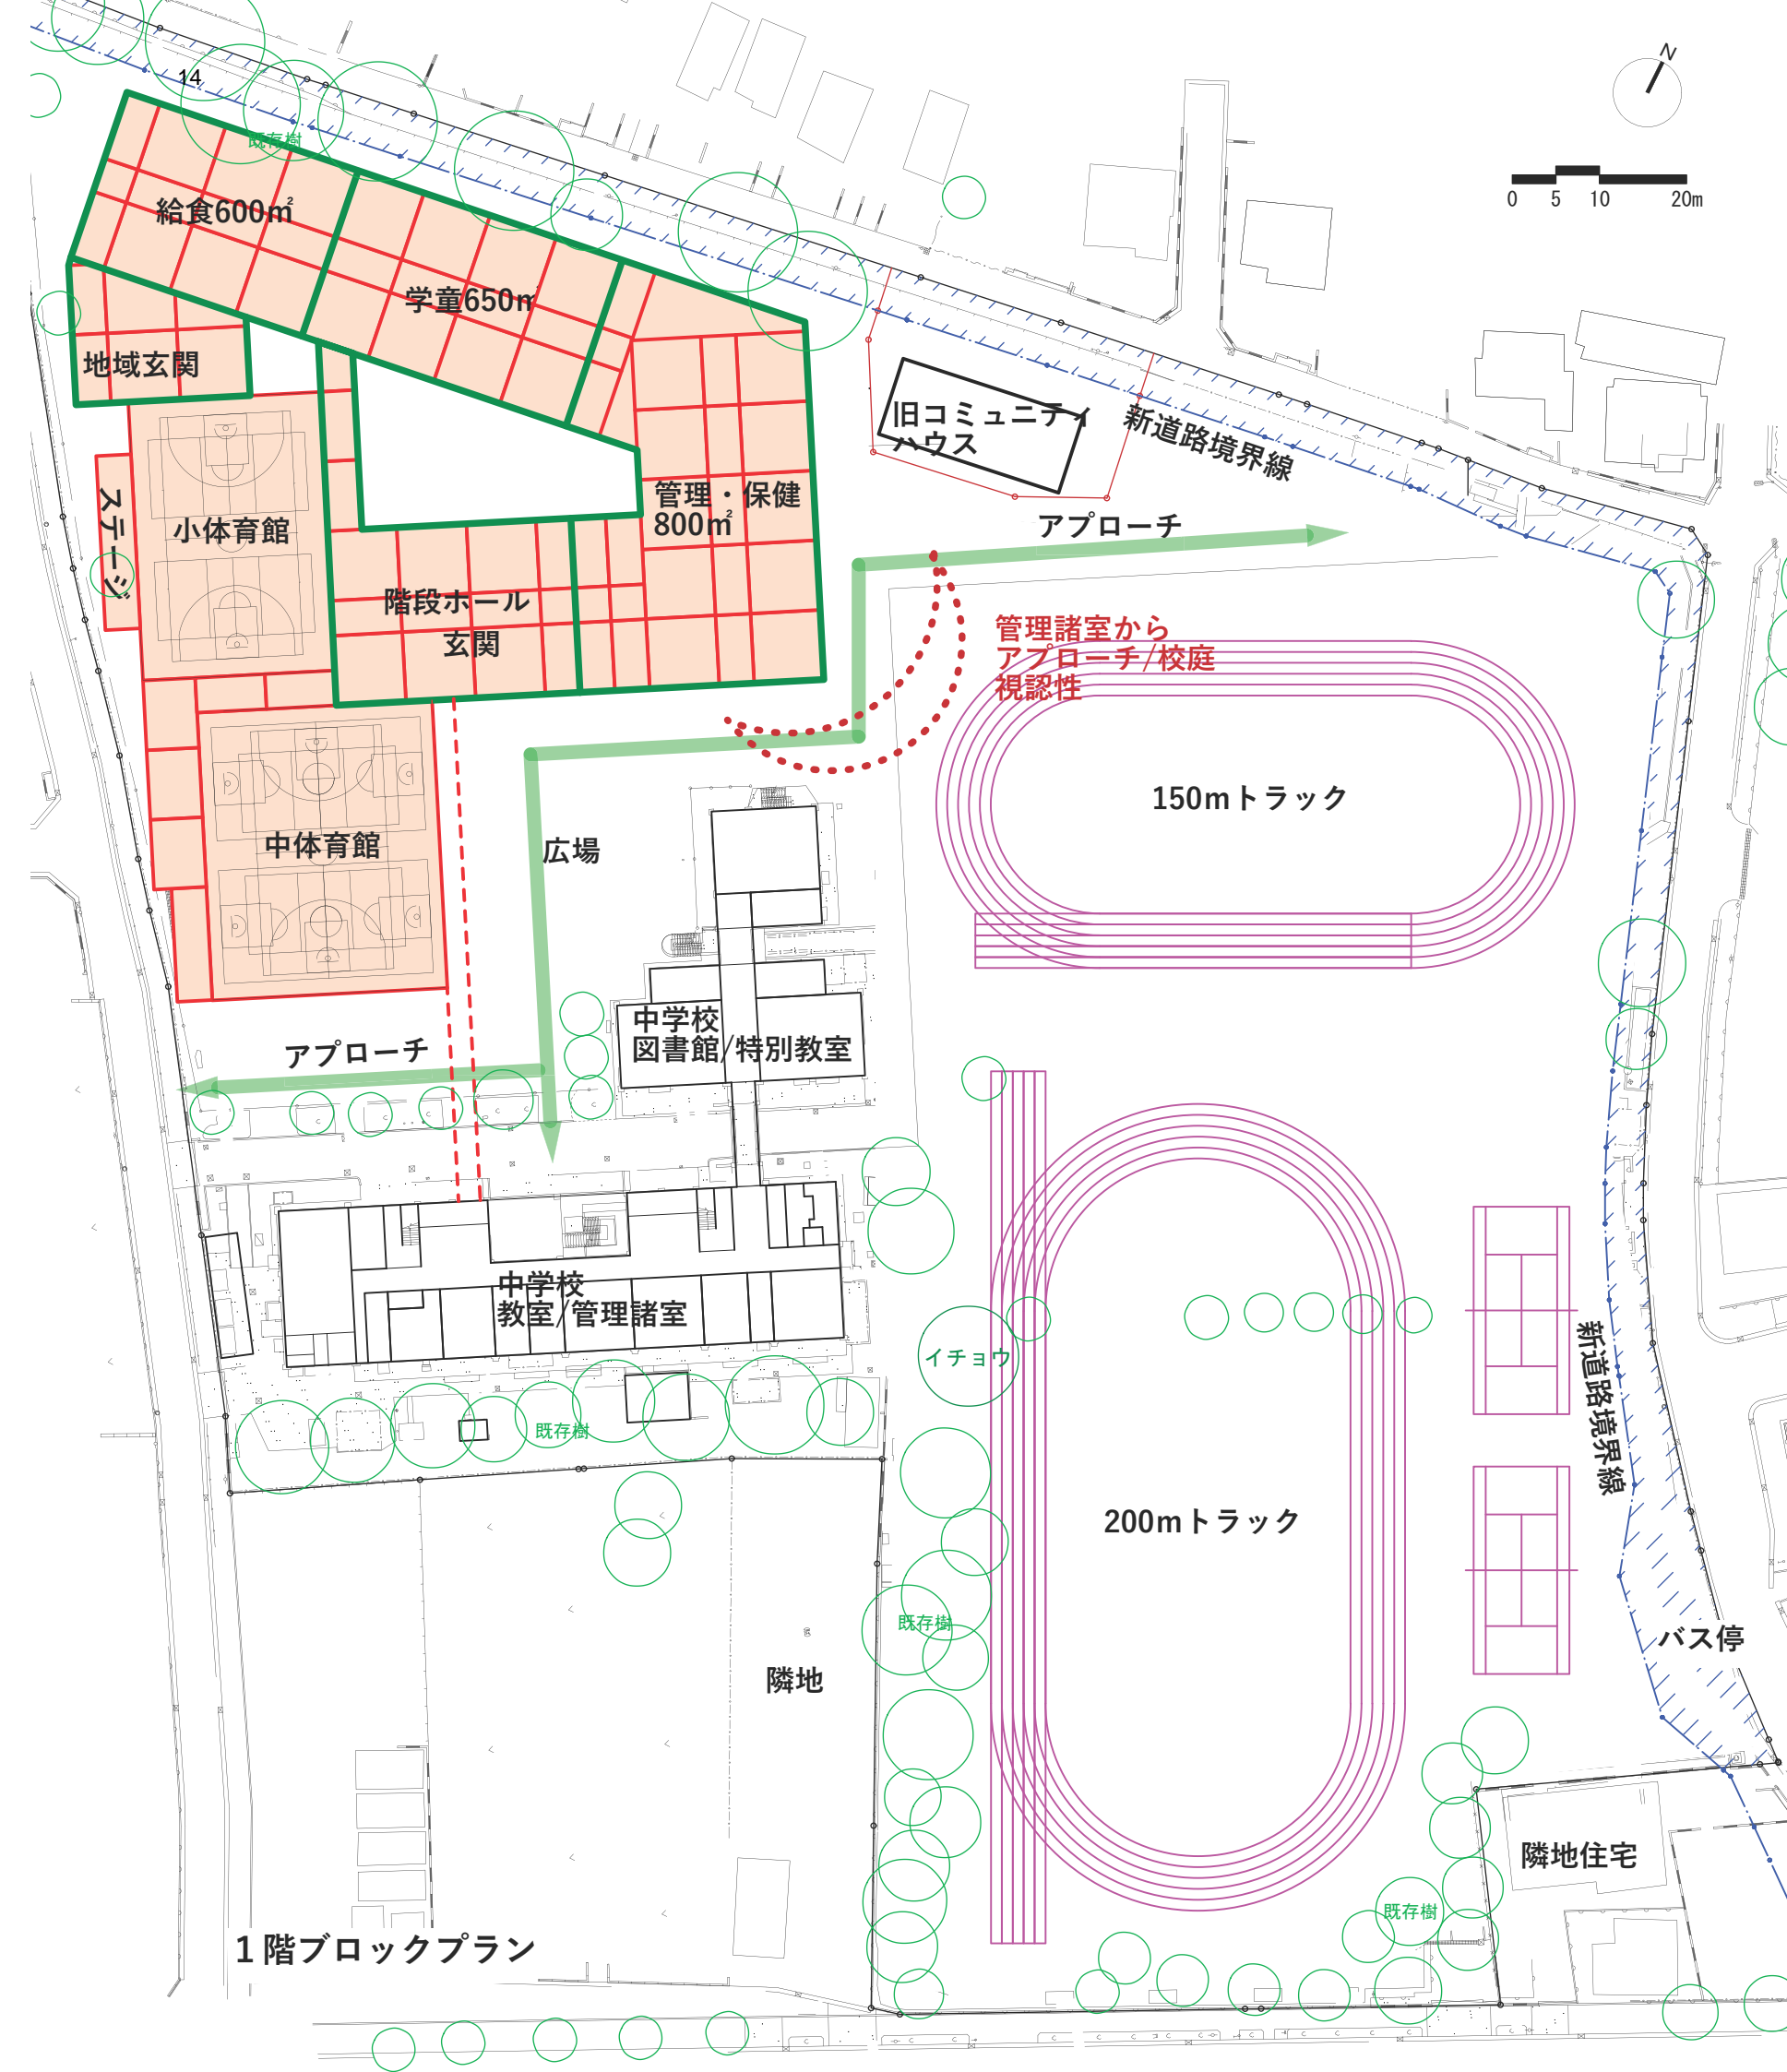 N
0 5 10 20m
14
既存樹
給食600㎡
学童650㎡
地域玄関
ステージ
小体育館
管理・保健
800㎡
階段ホール
玄関
旧コミュニティ
ハウス
新道路境界線
アプローチ
管理諸室から
アプローチ/校庭
視認性
150mトラック
中体育館
広場
中学校
図書館/特別教室
アプローチ
中学校
教室/管理諸室
イチョウ
既存樹
新道路境界線
200mトラック
既存樹
バス停
隣地
隣地住宅
既存樹
1階ブロックプラン